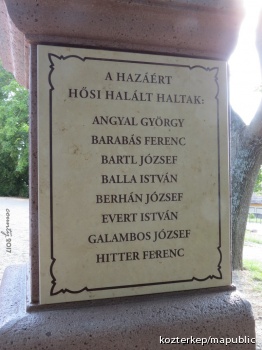 A HAZÁÉRT
HŐSI HALÁLT HALTAK:
ANGYAL GYÖRGY
BARABÁS FERENC
BARTL JÓZSEF
BALLA ISTVÁN
BERHÁN JÓZSEF
EVERT ISTVÁN
GALAMBOS JÓZSEF
HITTER FERENC
kozterkep/mapublic